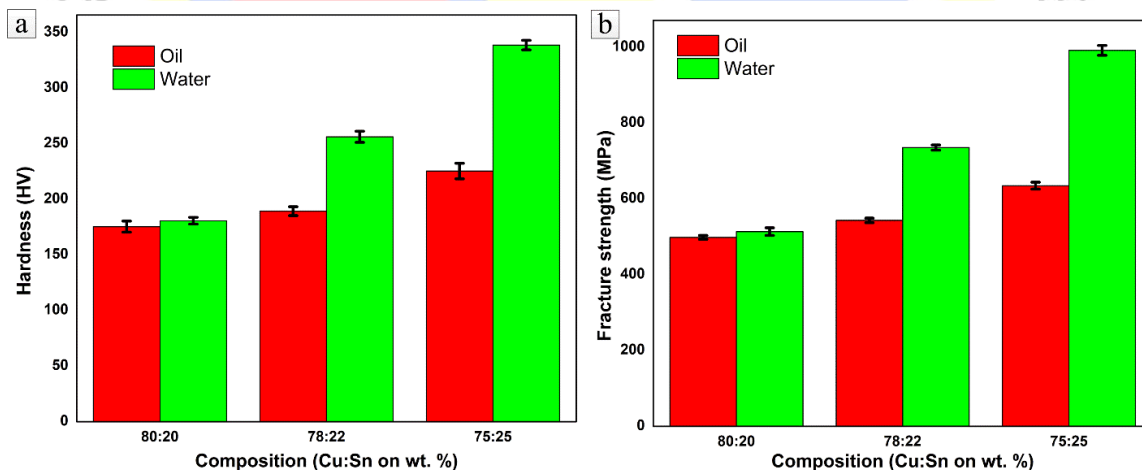 a
Oil
Water
Hardness (HV)
350
300
250
200
150
100
50
0
80:20
78:22
75:25
Composition (Cu:Sn on wt. %)
b
Oil
Water
Fracture strength (MPa)
1000
800
600
400
200
0
80:20
78:22
75:25
Composition (Cu:Sn on wt. %)